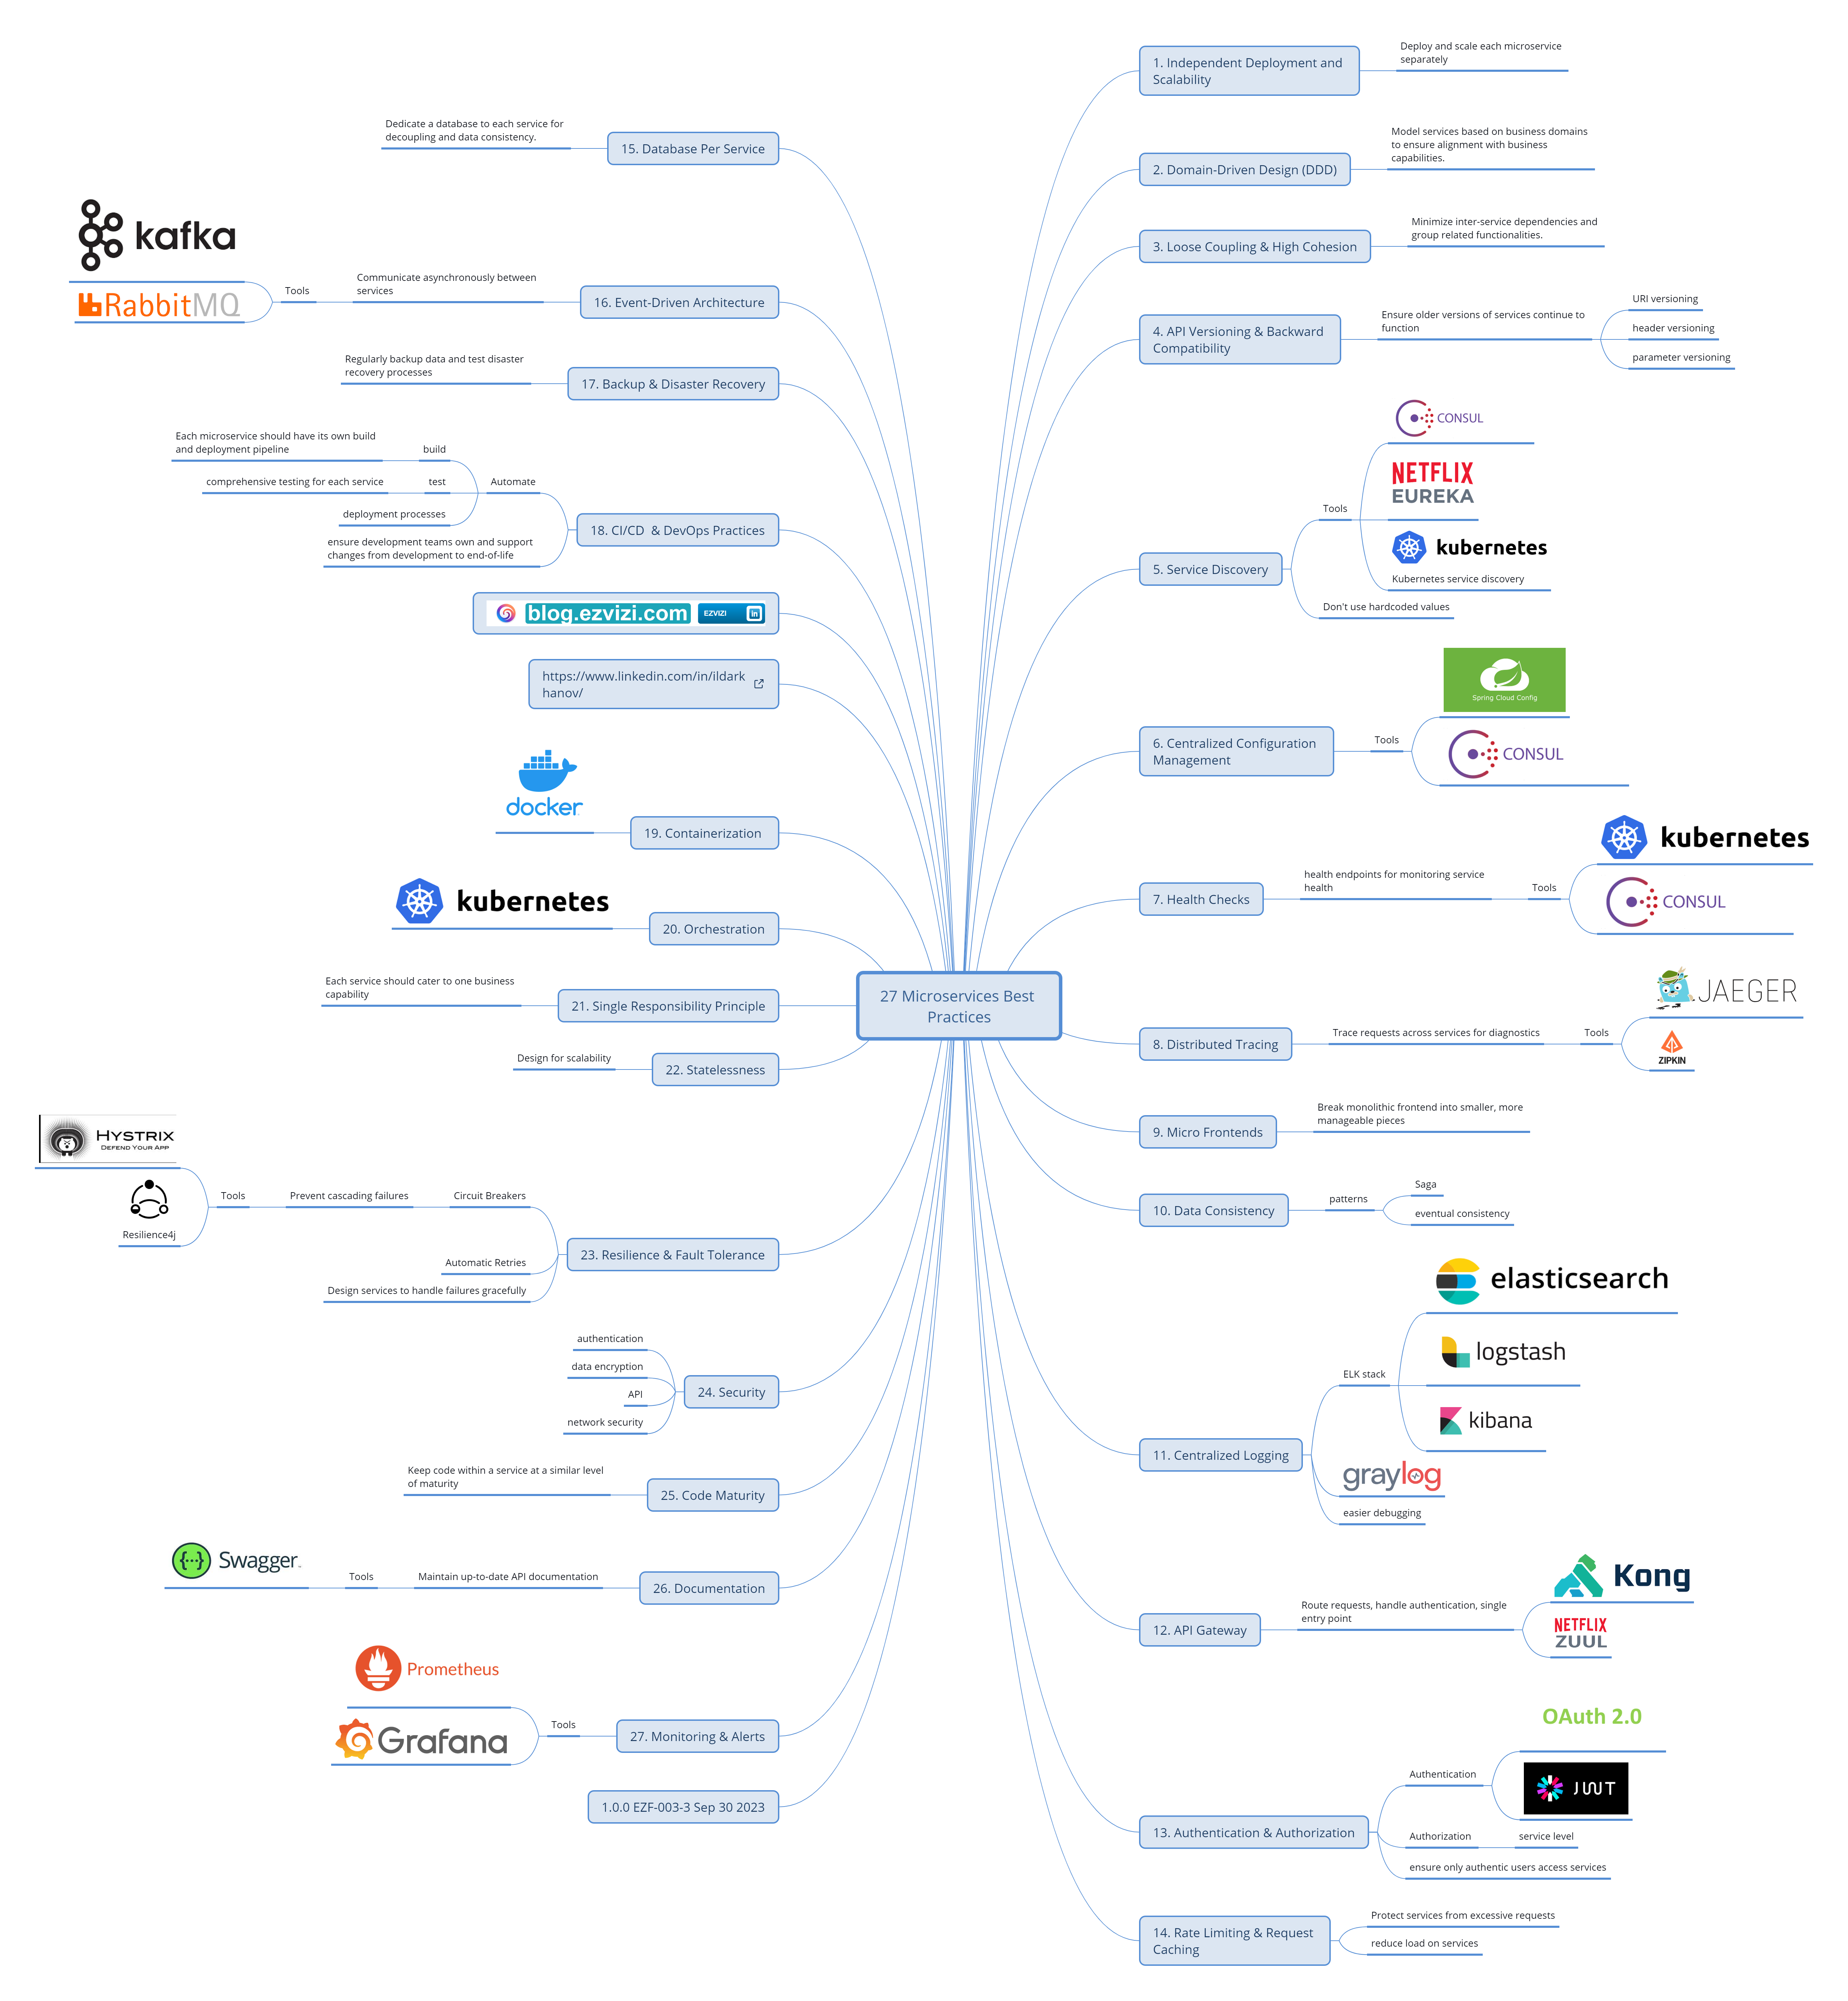 27 Microservices Best
Practices
1. Independent Deployment and
Scalability
Deploy and scale each microservice
separately
2. Domain-Driven Design (DDD)
Model services based on business domains
to ensure alignment with business
capabilities.
3. Loose Coupling & High Cohesion
Minimize inter-service dependencies and
group related functionalities.
4. API Versioning & Backward
Compatibility
Ensure older versions of services continue to
function
URI versioning
header versioning
parameter versioning
5. Service Discovery
Tools
CONSUL
NETFLIX
EUREKA
kubernetes
Kubernetes service discovery
Don't use hardcoded values
6. Centralized Configuration
Management
Tools
Spring Cloud Config
CONSUL
7. Health Checks
health endpoints for monitoring service
health
Tools
kubernetes
CONSUL
8. Distributed Tracing
Trace requests across services for diagnostics
Tools
JAEGER
ZIPKIN
9. Micro Frontends
Break monolithic frontend into smaller, more
manageable pieces
10. Data Consistency
patterns
Saga
eventual consistency
11. Centralized Logging
ELK stack
elasticsearch
logstash
kibana
graylog
easier debugging
12. API Gateway
Route requests, handle authentication, single
entry point
Kong
NETFLIX
ZUUL
13. Authentication & Authorization
Authentication
OAuth 2.0
JWT
Authorization
service level
ensure only authentic users access services
14. Rate Limiting & Request
Caching
Protect services from excessive requests
reduce load on services
15. Database Per Service
Dedicate a database to each service for
decoupling and data consistency.
16. Event-Driven Architecture
Communicate asynchronously between
services
Tools
kafka
RabbitMQ
17. Backup & Disaster Recovery
Regularly backup data and test disaster
recovery processes
18. CI/CD & DevOps Practices
Automate
build
Each microservice should have its own build
and deployment pipeline
test
comprehensive testing for each service
deployment processes
ensure development teams own and support
changes from development to end-of-life
blog.ezvizi.com EZVIZI in
https://www.linkedin.com/in/ildark
hanov/
19. Containerization
docker
20. Orchestration
kubernetes
21. Single Responsibility Principle
Each service should cater to one business
capability
22. Statelessness
Design for scalability
23. Resilience & Fault Tolerance
Circuit Breakers
Prevent cascading failures
Tools
HYSTRIX
DEFEND YOUR APP
Resilience4j
Automatic Retries
Design services to handle failures gracefully
24. Security
authentication
data encryption
API
network security
25. Code Maturity
Keep code within a service at a similar level
of maturity
26. Documentation
Maintain up-to-date API documentation
Tools
Swagger
27. Monitoring & Alerts
Tools
Prometheus
Grafana
1.0.0 EZF-003-3 Sep 30 2023